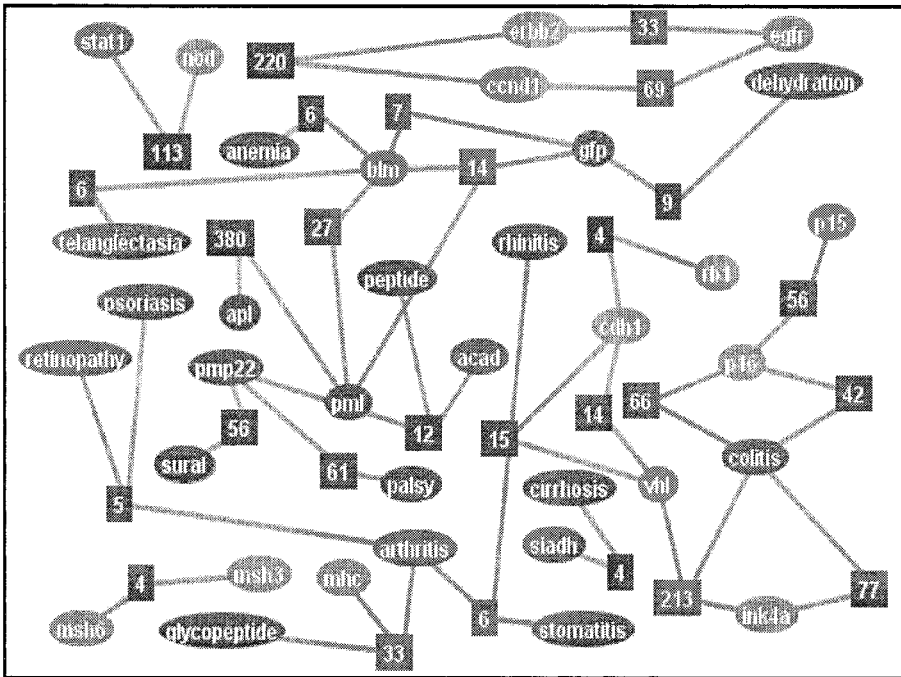 stat1
nod
220
erbb2
33
egfr
ccnd1
69
dehydration
113
6
anemia
7
blm
14
gfp
9
6
telangiectasia
27
380
rhinitis
4
p15
rb1
peptide
56
psoriasis
apl
cdh1
retinopathy
pmp22
acad
p16
pml
66
42
56
12
15
14
sural
61
palsy
cirrhosis
vhl
colitis
5
arthritis
siadh
4
msh3
mhc
4
77
213
ink4a
msh6
glycopeptide
33
6
stomatitis